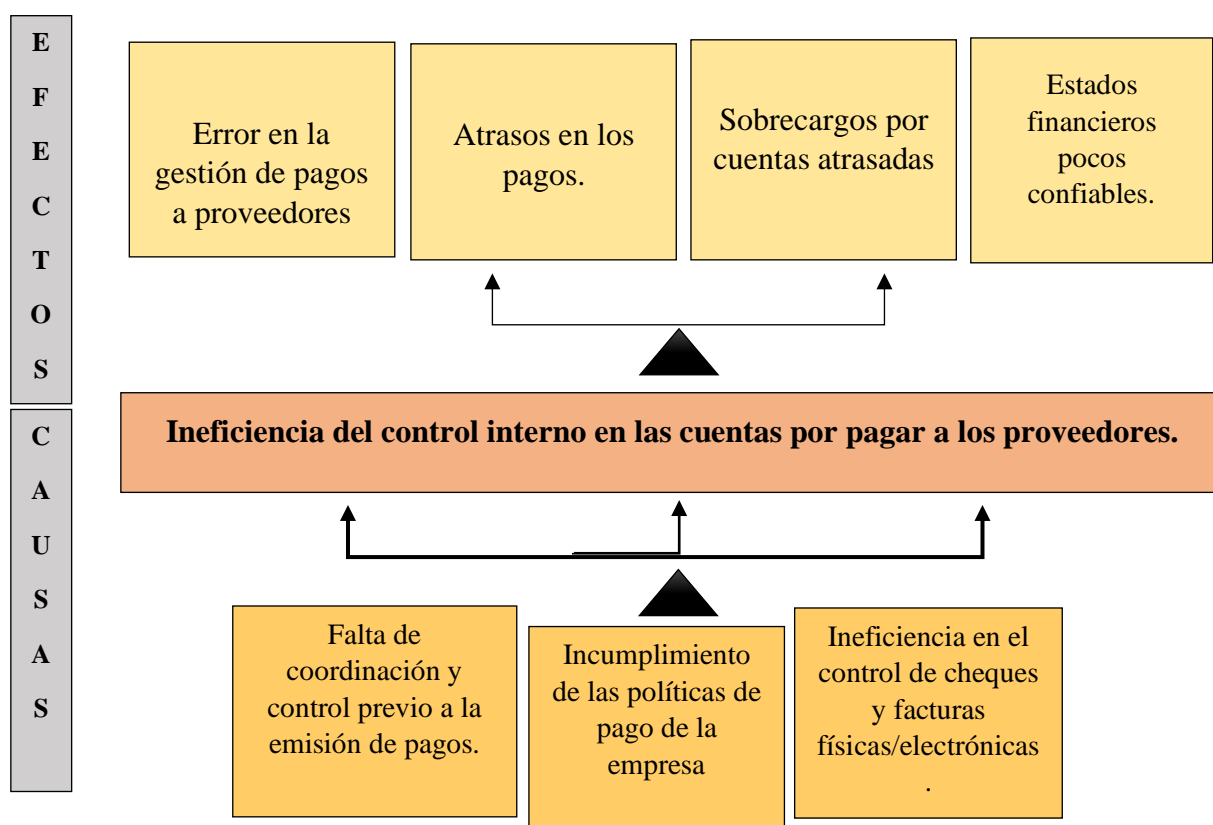 E
F
E
C
T
O
S
Error en la
gestión de pagos
a proveedores
Atrasos en los
pagos.
Sobrecargos por
cuentas atrasadas
Estados
financieros
pocos
confiables.
Ineficiencia del control interno en las cuentas por pagar a los proveedores.
C
A
U
S
A
S
Falta de
coordinación y
control previo a la
emisión de pagos.
Incumplimiento
de las políticas de
pago de la
empresa
Ineficiencia en el
control de cheques
y facturas
físicas/electrónicas
.